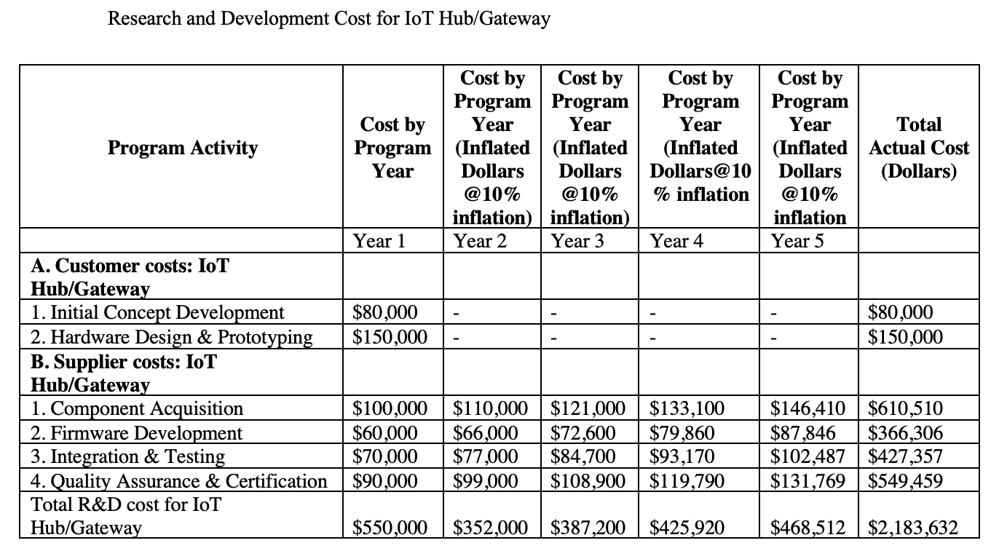 Research and Development Cost for IoT Hub/Gateway
Program Activity
Cost by
Program
Year
Cost by
Program
Year
(Inflated
Dollars
@10%
inflation)
Cost by
Program
Year
(Inflated
Dollars
@10%
inflation)
Cost by
Program
Year
(Inflated
Dollars@10
% inflation
Cost by
Program
Year
(Inflated
Dollars
@10%
inflation
Total
Actual Cost
(Dollars)
Year 1 Year 2 Year 3 Year 4 Year 5
A. Customer costs: IoT
Hub/Gateway
1. Initial Concept Development $80,000 - - - - $80,000
2. Hardware Design & Prototyping $150,000 - - - - $150,000
B. Supplier costs: IoT
Hub/Gateway
1. Component Acquisition $100,000 $110,000 $121,000 $133,100 $146,410 $610,510
2. Firmware Development $60,000 $66,000 $72,600 $79,860 $87,846 $366,306
3. Integration & Testing $70,000 $77,000 $84,700 $93,170 $102,487 $427,357
4. Quality Assurance & Certification $90,000 $99,000 $108,900 $119,790 $131,769 $549,459
Total R&D cost for IoT
Hub/Gateway $550,000 $352,000 $387,200 $425,920 $468,512 $2,183,632